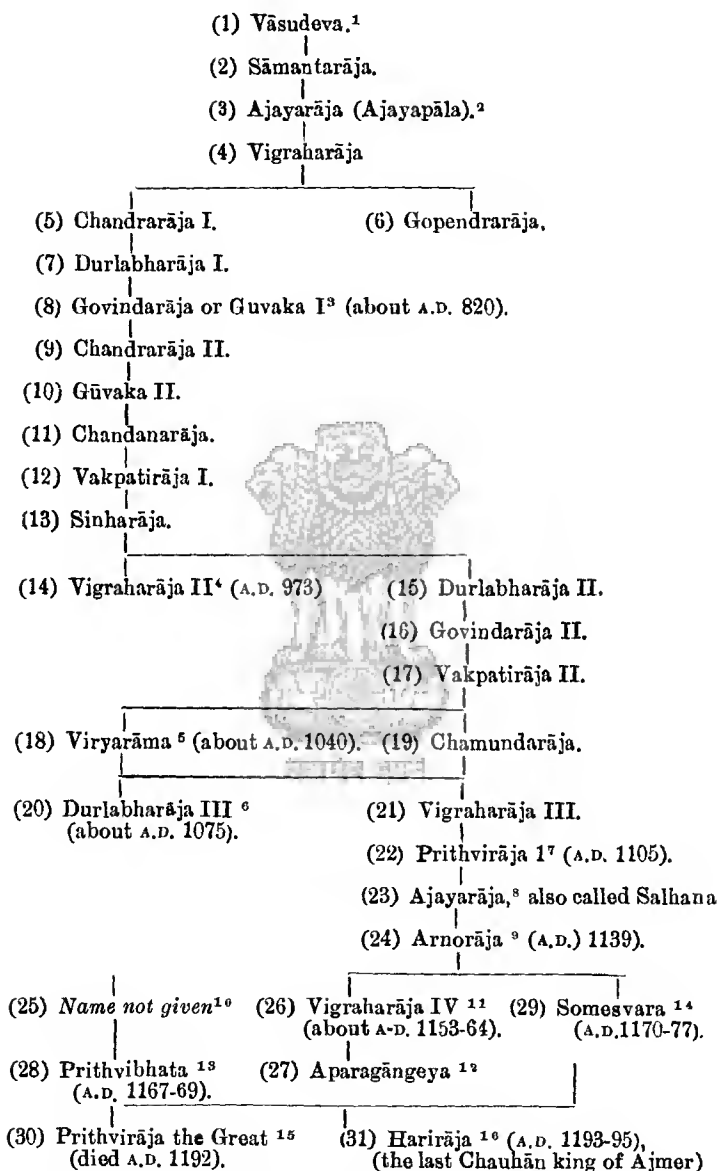 (1) Vāsudeva.¹
(2) Sāmantarāja.
(3) Ajayarāja (Ajayapāla).²
(4) Vigraharāja
(5) Chandrarāja I. (6) Gopendrarāja.
(7) Durlabharāja I.
(8) Govindarāja or Guvaka I³ (about A.D. 820).
(9) Chandrarāja II.
(10) Gūvaka II.
(11) Chandanarāja.
(12) Vakpatirāja I.
(13) Sinharāja.
(14) Vigraharāja II⁴ (A.D. 973) (15) Durlabharāja II.
(16) Govindarāja II.
(17) Vakpatirāja II.
(18) Viryarāma ⁵ (about A.D. 1040). (19) Chamundarāja.
(20) Durlabharāja III ⁶ (21) Vigraharāja III.
(about A.D. 1075).
(22) Prithvirāja 1⁷ (A.D. 1105).
(23) Ajayarāja,⁸ also called Salhana
(24) Arnorāja ⁹ (A.D.) 1139).
(25) Name not given¹⁰ (26) Vigraharāja IV ¹¹ (29) Somesvara ¹⁴
(about A-D. 1153-64). (A.D.1170-77).
(28) Prithvibhata ¹³ (27) Aparagāngeya ¹²
(A.D. 1167-69).
(30) Prithvirāja the Great ¹⁵ (31) Harirāja ¹⁶ (A.D. 1193-95),
(died A.D. 1192). (the last Chauhān king of Ajmer)